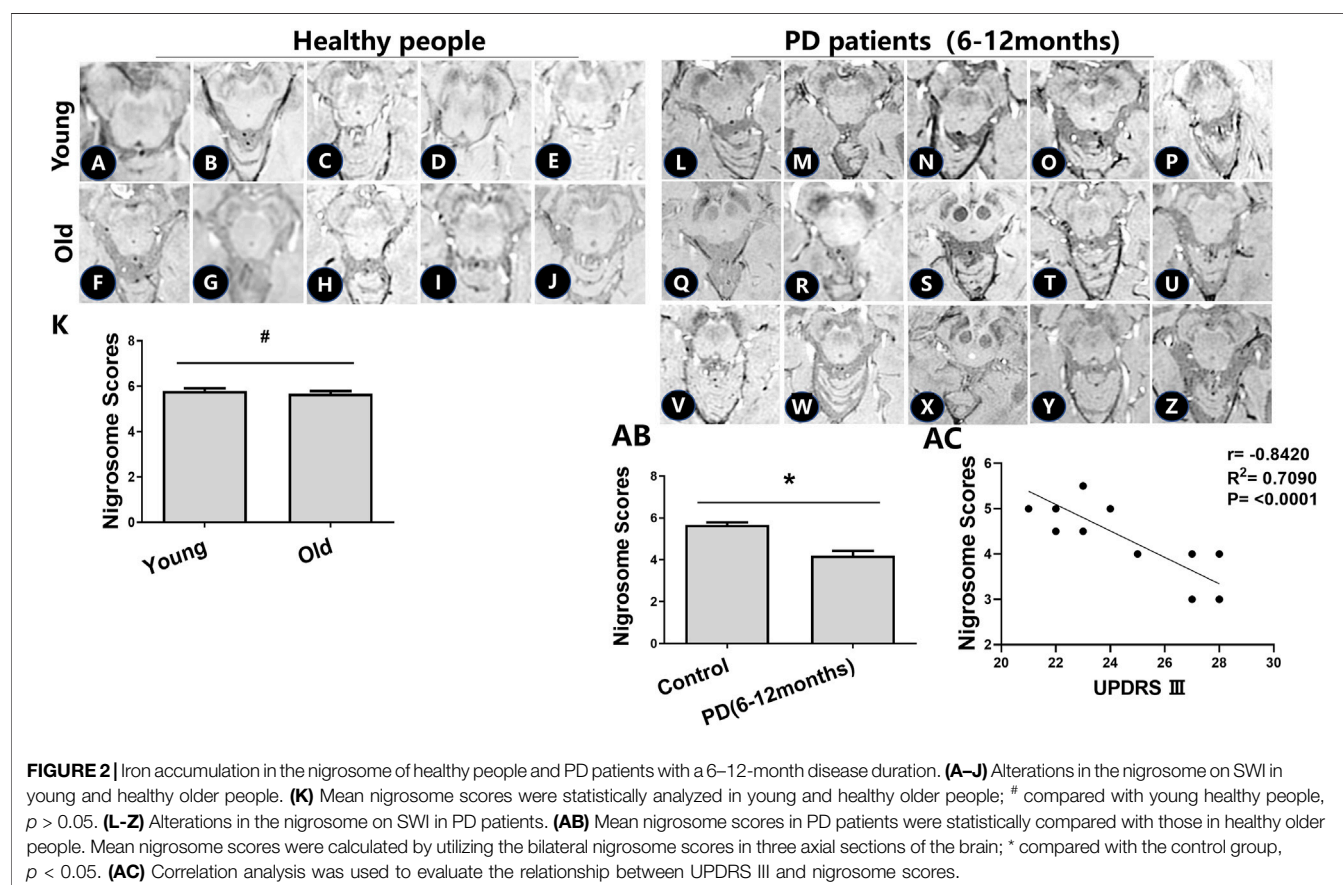 Healthy people
PD patients (6-12months)
Young
A
B
C
D
E
L
M
N
O
P
Old
F
G
H
I
J
Q
R
S
T
U
V
W
X
Y
Z
K
#
Nigrosome Scores
8
6
4
2
0
Young
Old
AB
*
Nigrosome Scores
8
6
4
2
0
Control
PD(6-12months)
AC
r= -0.8420
R²= 0.7090
P= <0.0001
Nigrosome Scores
6
5
4
3
2
20 22 24 26 28 30
UPDRS Ⅲ
FIGURE 2 | Iron accumulation in the nigrosome of healthy people and PD patients with a 6–12-month disease duration. (A–J) Alterations in the nigrosome on SWI in
young and healthy older people. (K) Mean nigrosome scores were statistically analyzed in young and healthy older people; # compared with young healthy people,
p > 0.05. (L-Z) Alterations in the nigrosome on SWI in PD patients. (AB) Mean nigrosome scores in PD patients were statistically compared with those in healthy older
people. Mean nigrosome scores were calculated by utilizing the bilateral nigrosome scores in three axial sections of the brain; * compared with the control group,
p < 0.05. (AC) Correlation analysis was used to evaluate the relationship between UPDRS III and nigrosome scores.